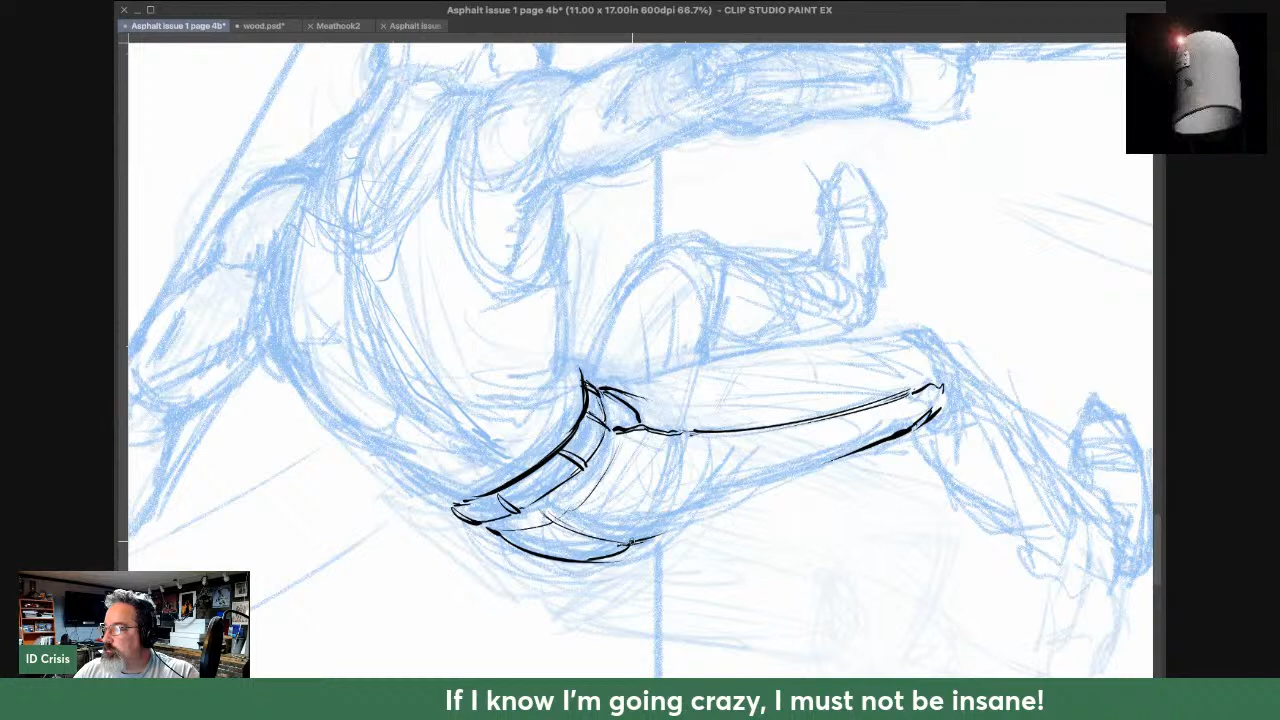 Asphalt issue 1 page 4b* (11.00 x 17.00in 600dpi 66.7%) - CLIP STUDIO PAINT EX
Asphalt issue 1 page 4b* wood.psd* Meathook2 Asphalt issue
ID Crisis
If I know I'm going crazy, I must not be insane!